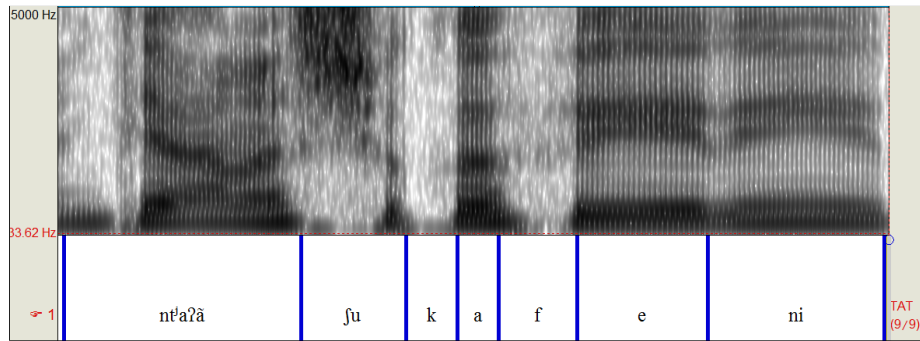 5000 Hz
33.62 Hz
ntʲaʔã ʃu k a f e ni
☞ 1
TAT
(9/9)